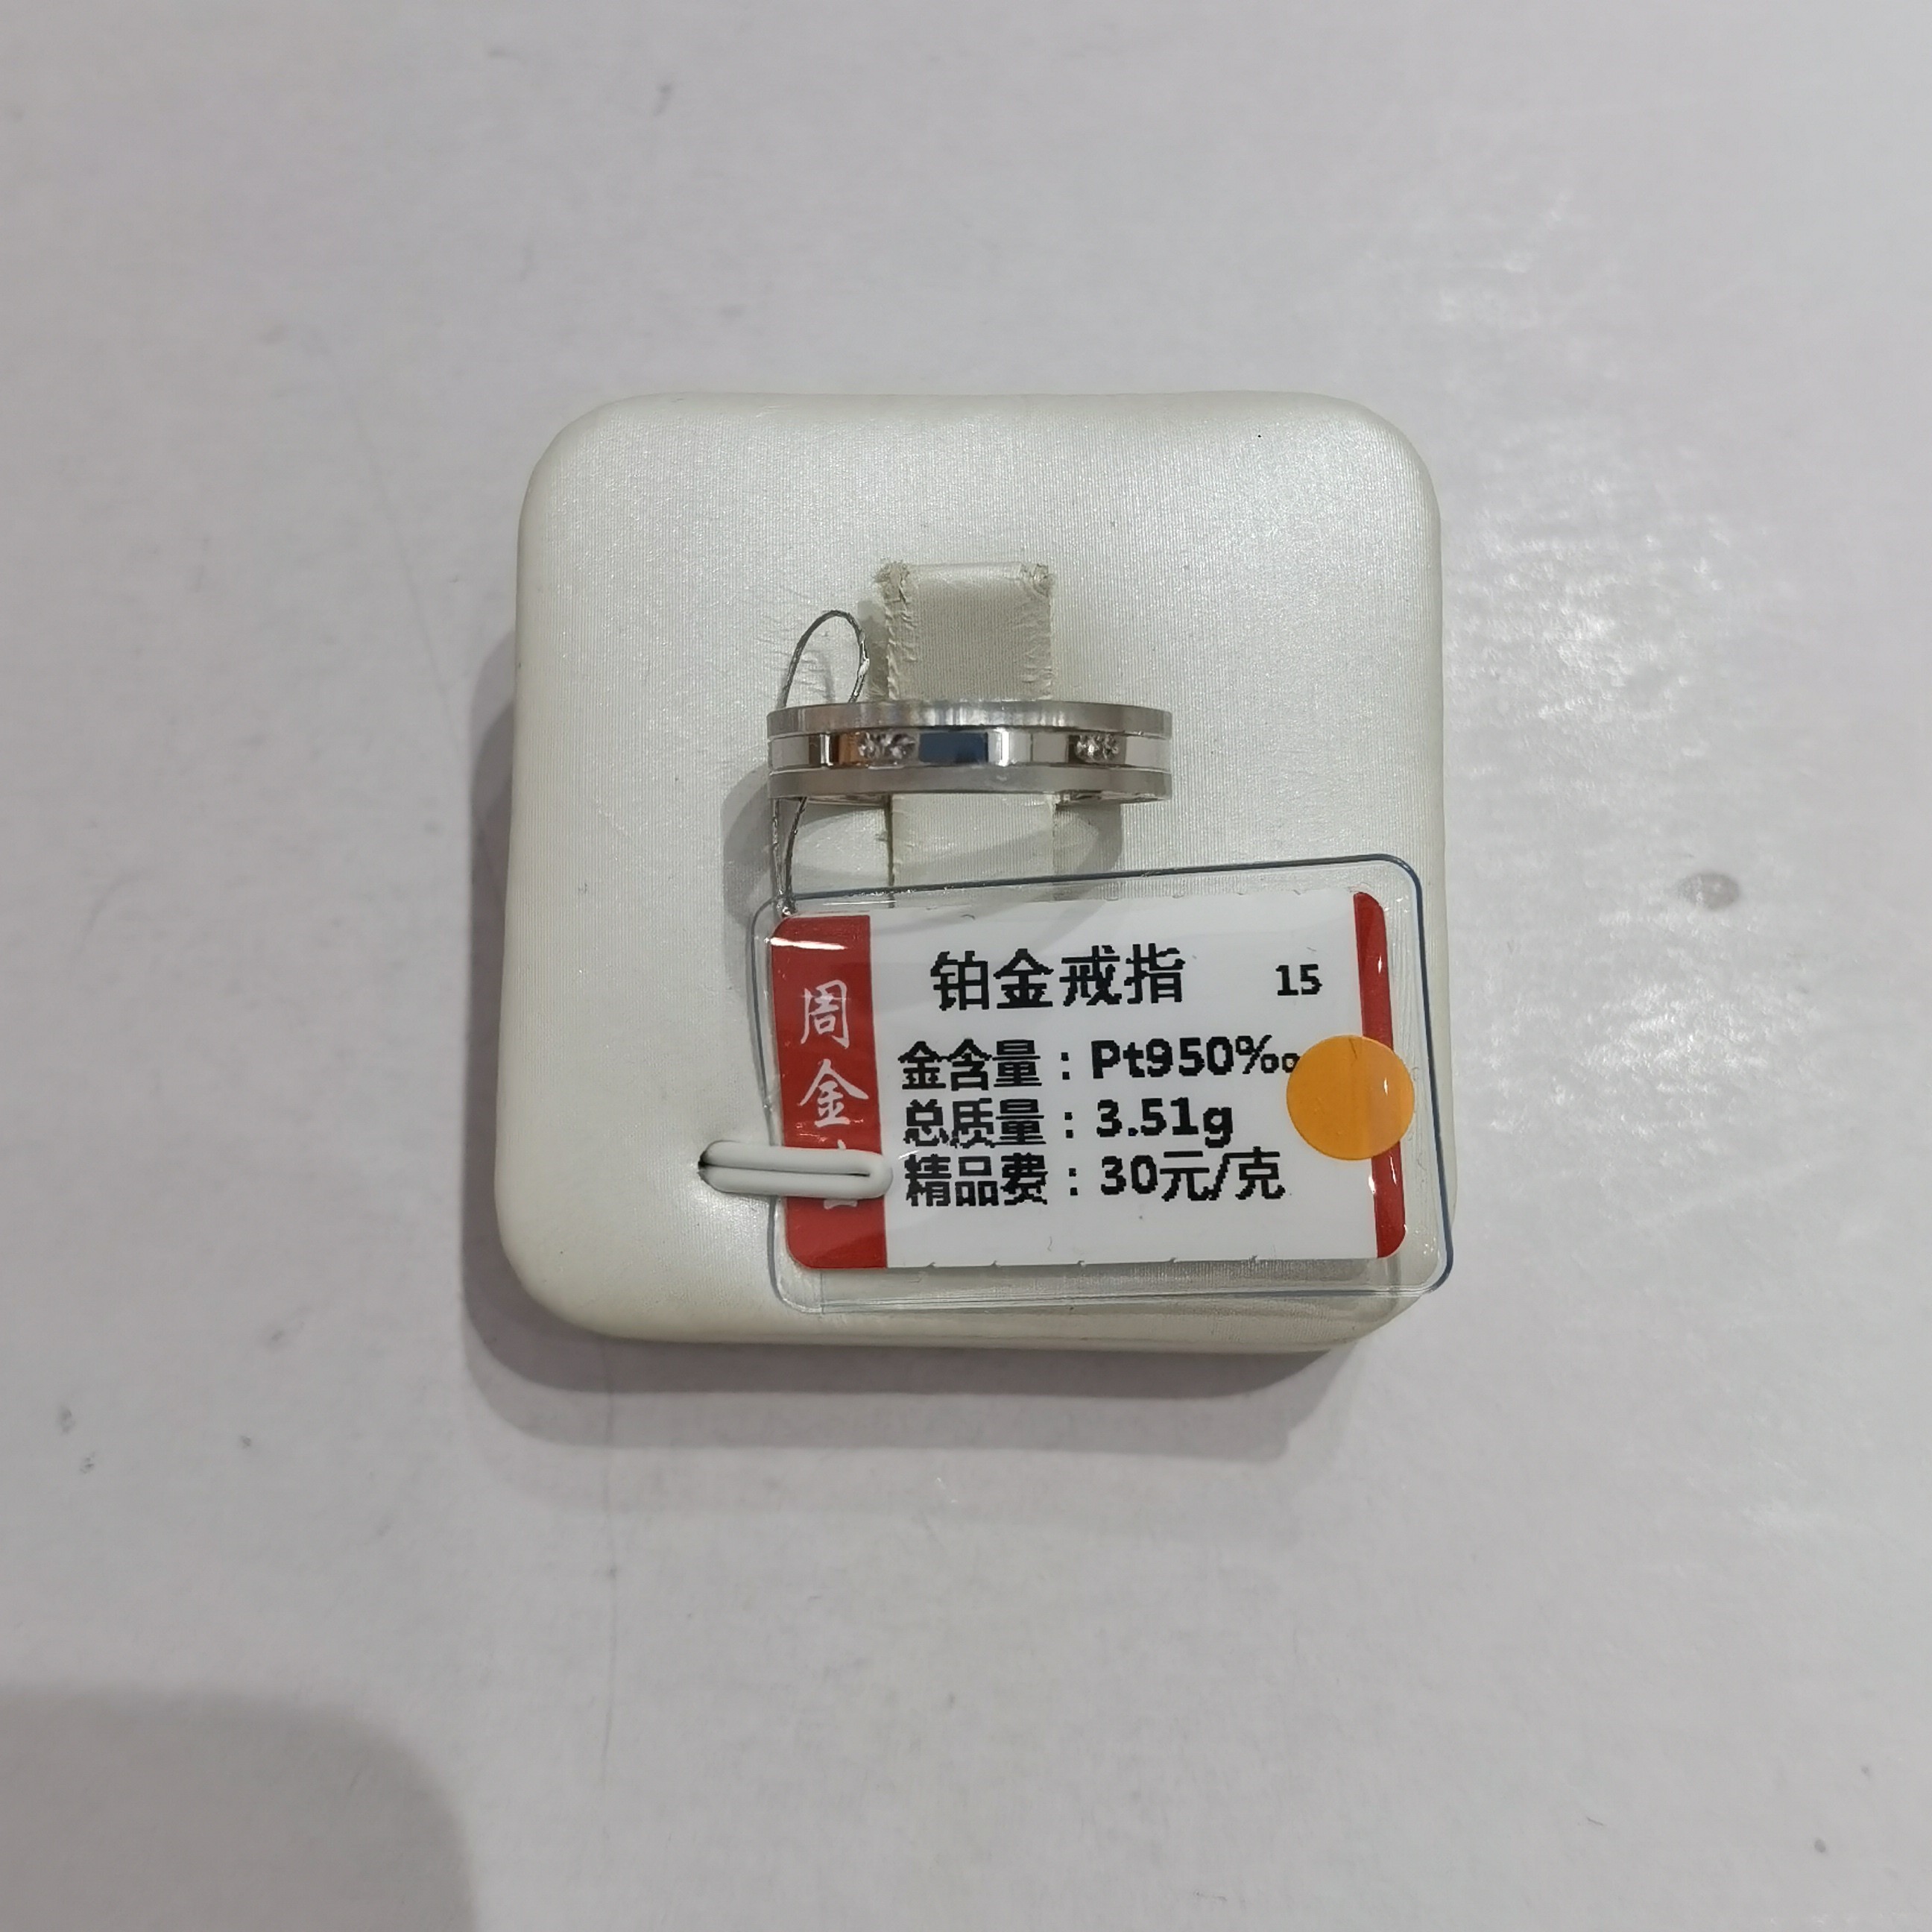 周金
铂金戒指 15
金含量：Pt950‰
总质量：3.51g
精品费：30元/克